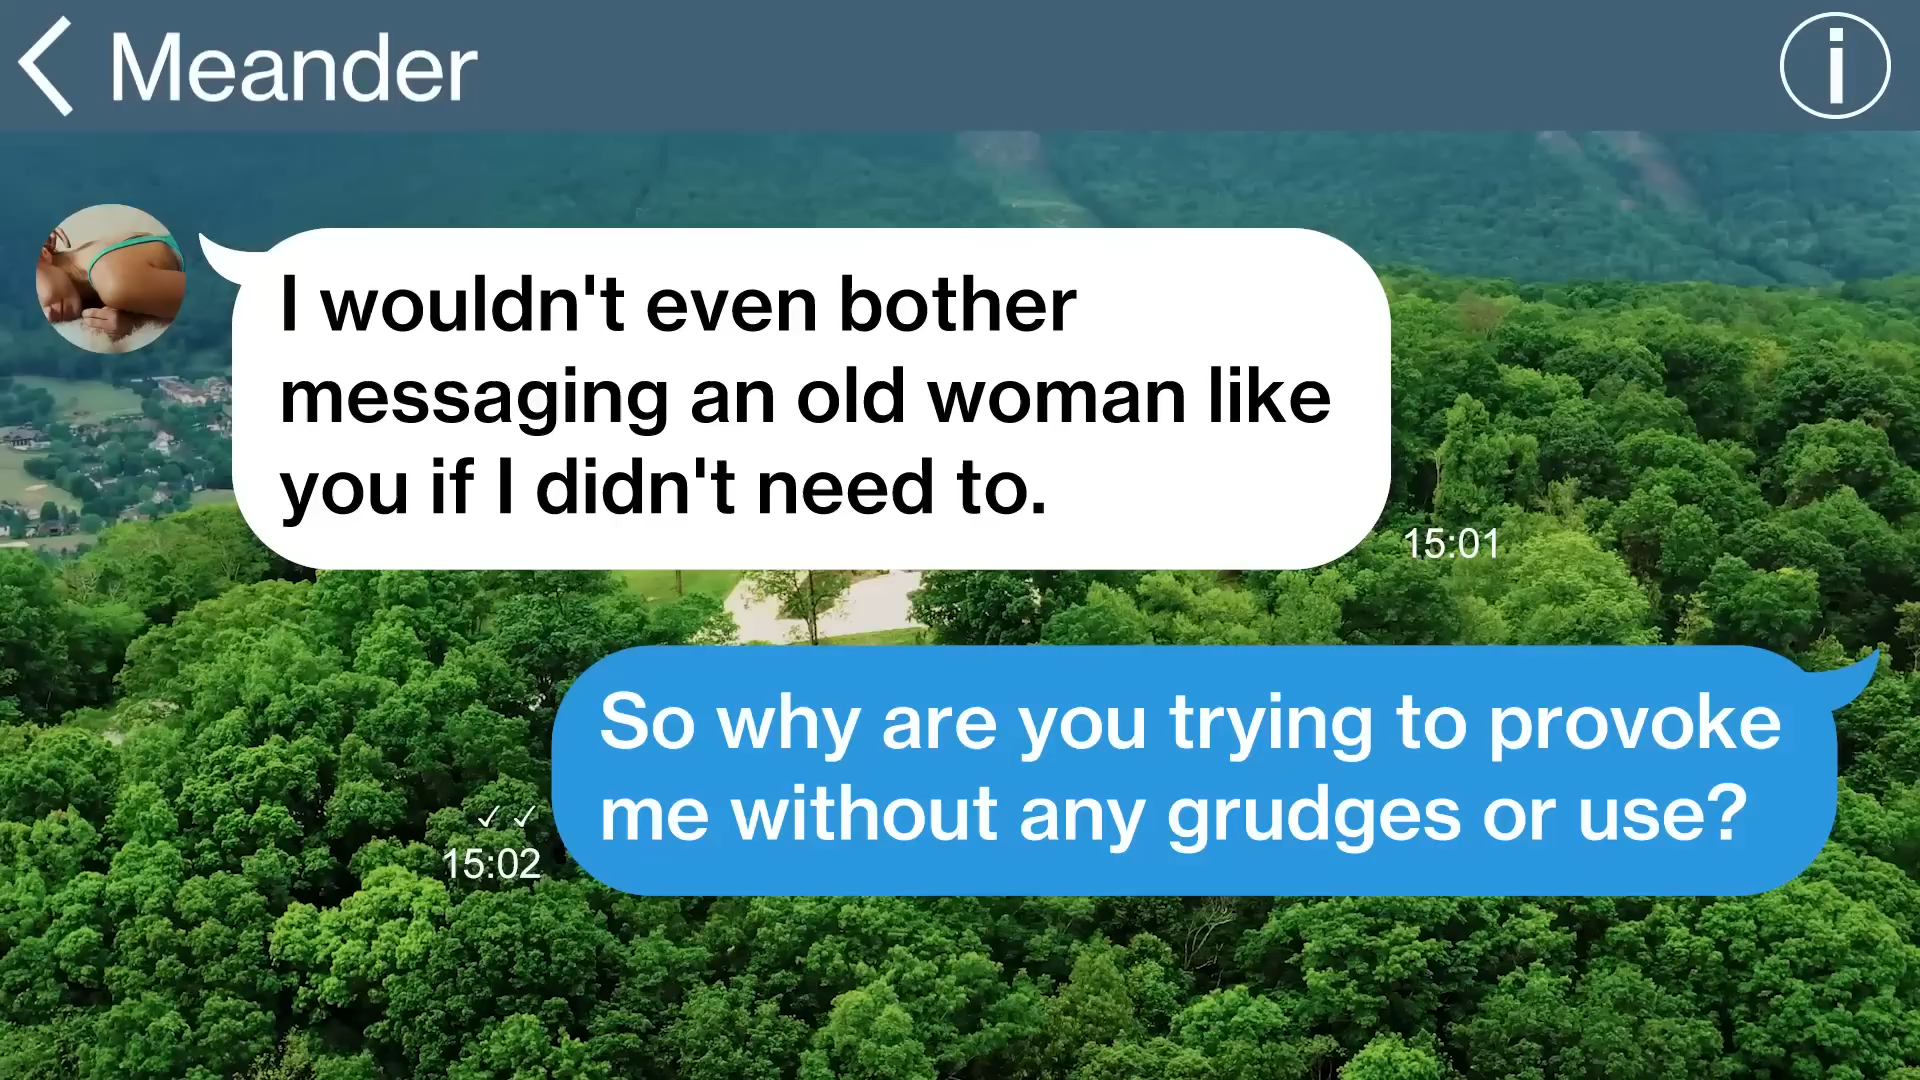 Meander
I wouldn't even bother
messaging an old woman like
you if I didn't need to.
15:01
So why are you trying to provoke
me without any grudges or use?
15:02